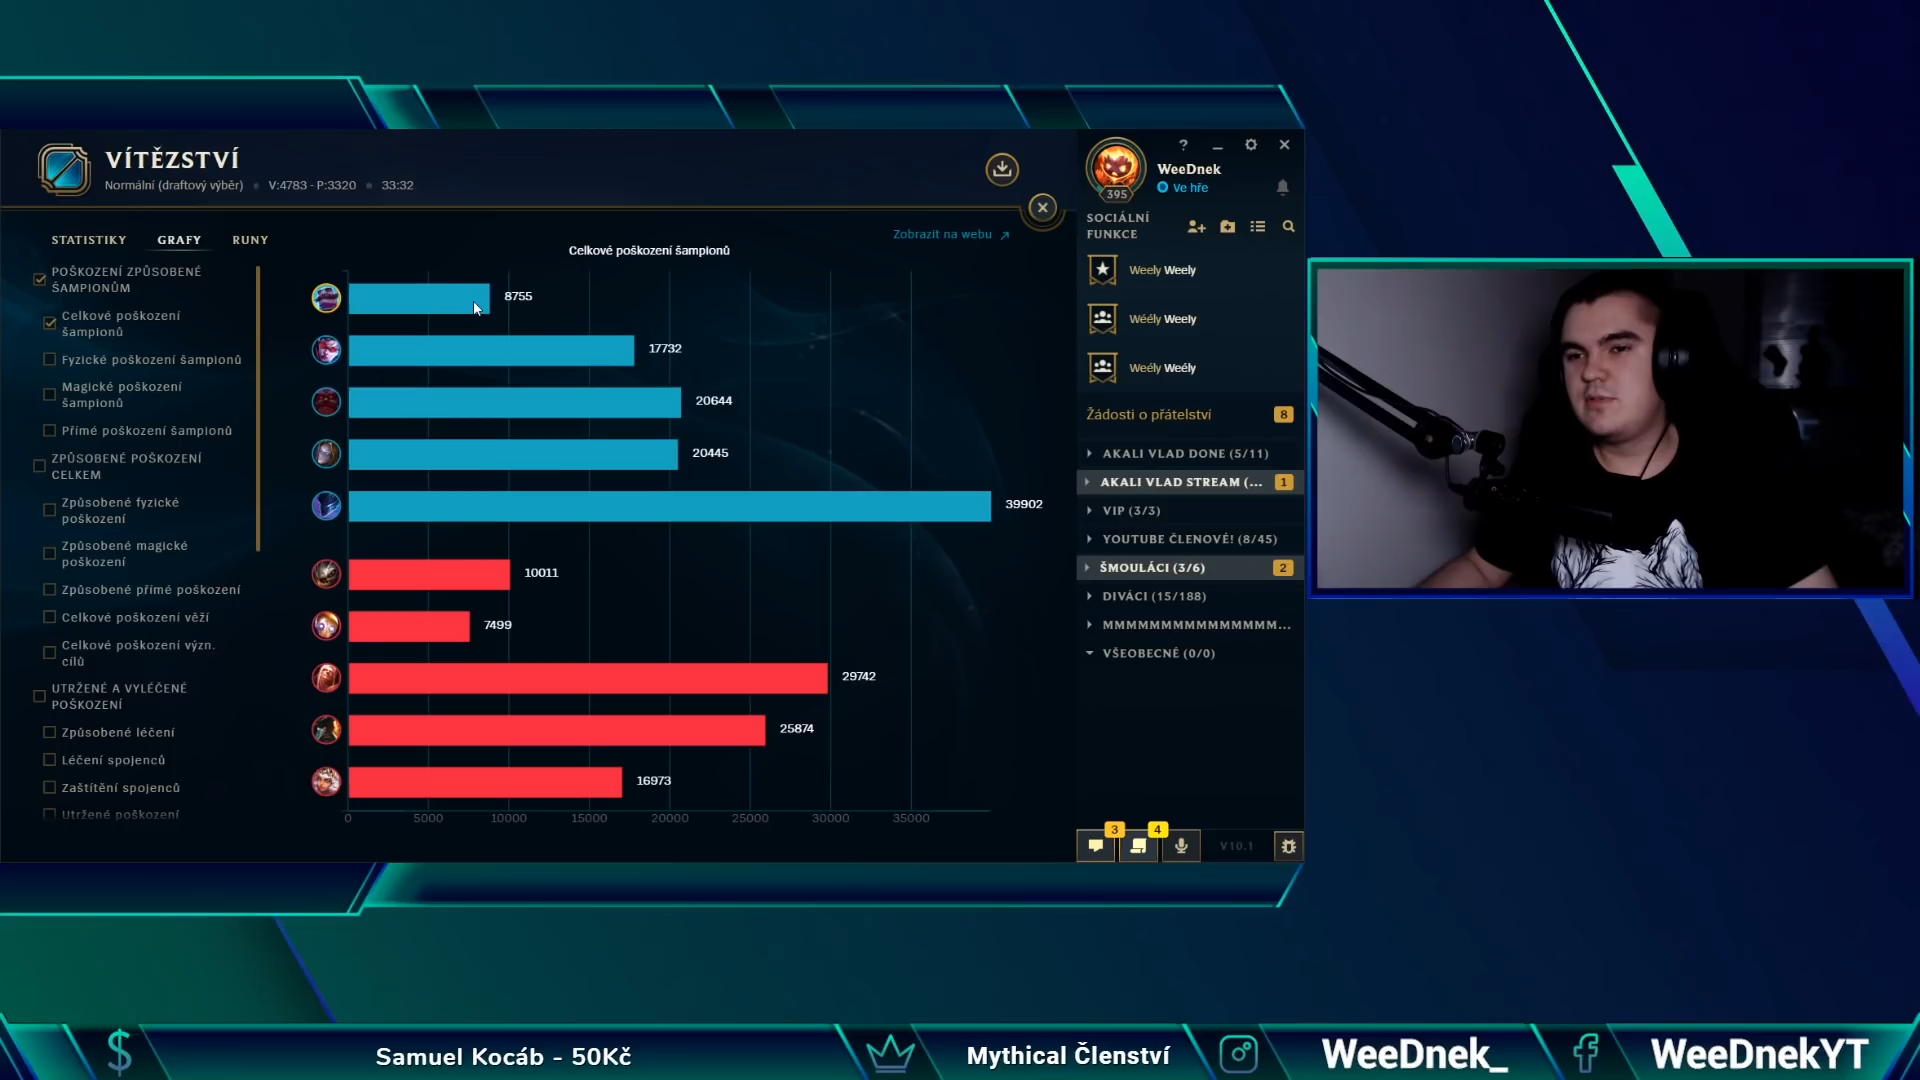 VÍTĚZSTVÍ
Normální (draftový výběr) • V:4783 - P:3320 • 33:32
STATISTIKY GRAFY RUNY
Zobrazit na webu
POŠKOZENÍ ZPŮSOBENÉ
ŠAMPIONŮM
Celkové poškození
šampionů
Fyzické poškození šampionů
Magické poškození
šampionů
Přímé poškození šampionů
ZPŮSOBENÉ POŠKOZENÍ
CELKEM
Způsobené fyzické
poškození
Způsobené magické
poškození
Způsobené přímé poškození
Celkové poškození věží
Celkové poškození význ.
cílů
UTRŽENÉ A VYLÉČENÉ
POŠKOZENÍ
Způsobené léčení
Léčení spojenců
Zaštítění spojenců
Utržené poškození
Celkové poškození šampionů
8755
17732
20644
20445
39902
10011
7499
29742
25874
16973
0 5000 10000 15000 20000 25000 30000 35000
395
WeeDnek
Ve hře
SOCIÁLNÍ
FUNKCE
Weely Weely
Wéély Weely
Weély Weély
Žádosti o přátelství 8
AKALI VLAD DONE (5/11)
AKALI VLAD STREAM (... 1
VIP (3/3)
YOUTUBE ČLENOVÉ! (8/45)
ŠMOULÁCI (3/6) 2
DIVÁCI (15/188)
MMMMMMMMMMMMMMM...
VŠEOBECNÉ (0/0)
3 4
V10.1
Samuel Kocáb - 50Kč
Mythical Členství
WeeDnek_
WeeDnekYT